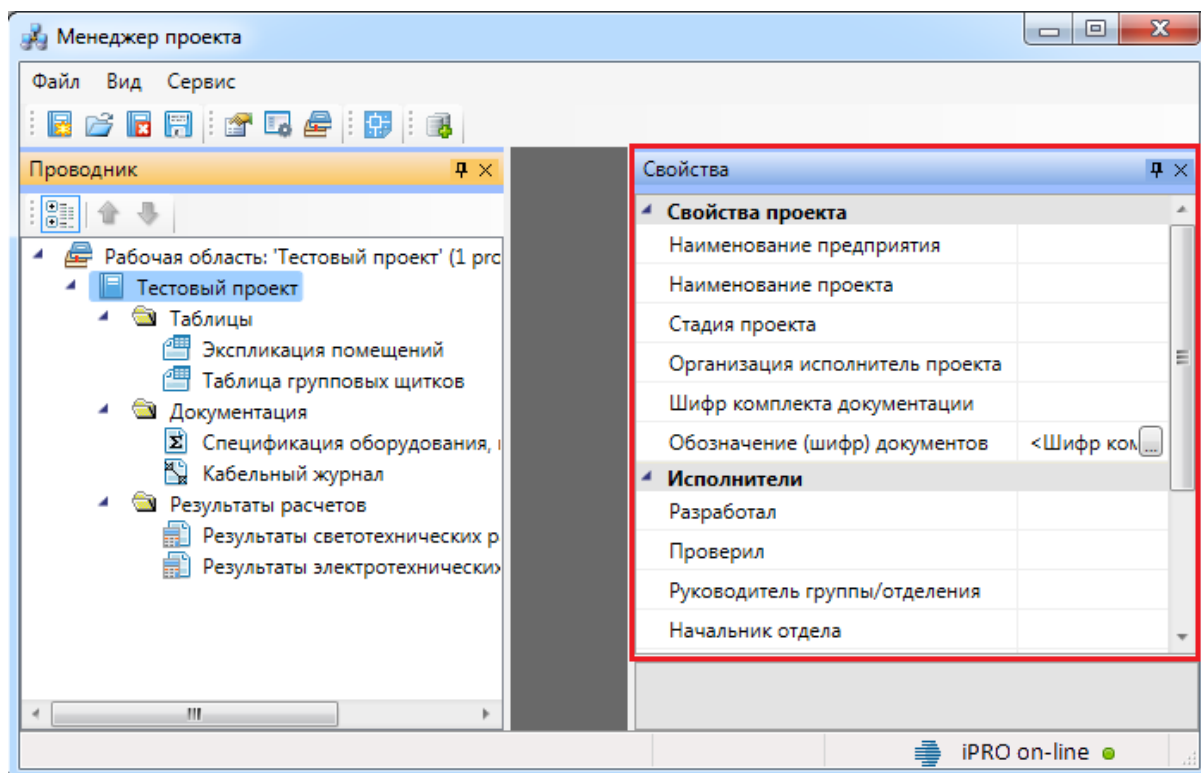 Менеджер проекта
Файл Вид Сервис
Проводник
Рабочая область: 'Тестовый проект' (1 prc
Тестовый проект
Таблицы
Экспликация помещений
Таблица групповых щитков
Документация
Спецификация оборудования,
Кабельный журнал
Результаты расчетов
Результаты светотехнических р
Результаты электротехнических
Свойства
Свойства проекта
Наименование предприятия
Наименование проекта
Стадия проекта
Организация исполнитель проекта
Шифр комплекта документации
Обозначение (шифр) документов <Шифр ком ...
Исполнители
Разработал
Проверил
Руководитель группы/отделения
Начальник отдела
iPRO on-line